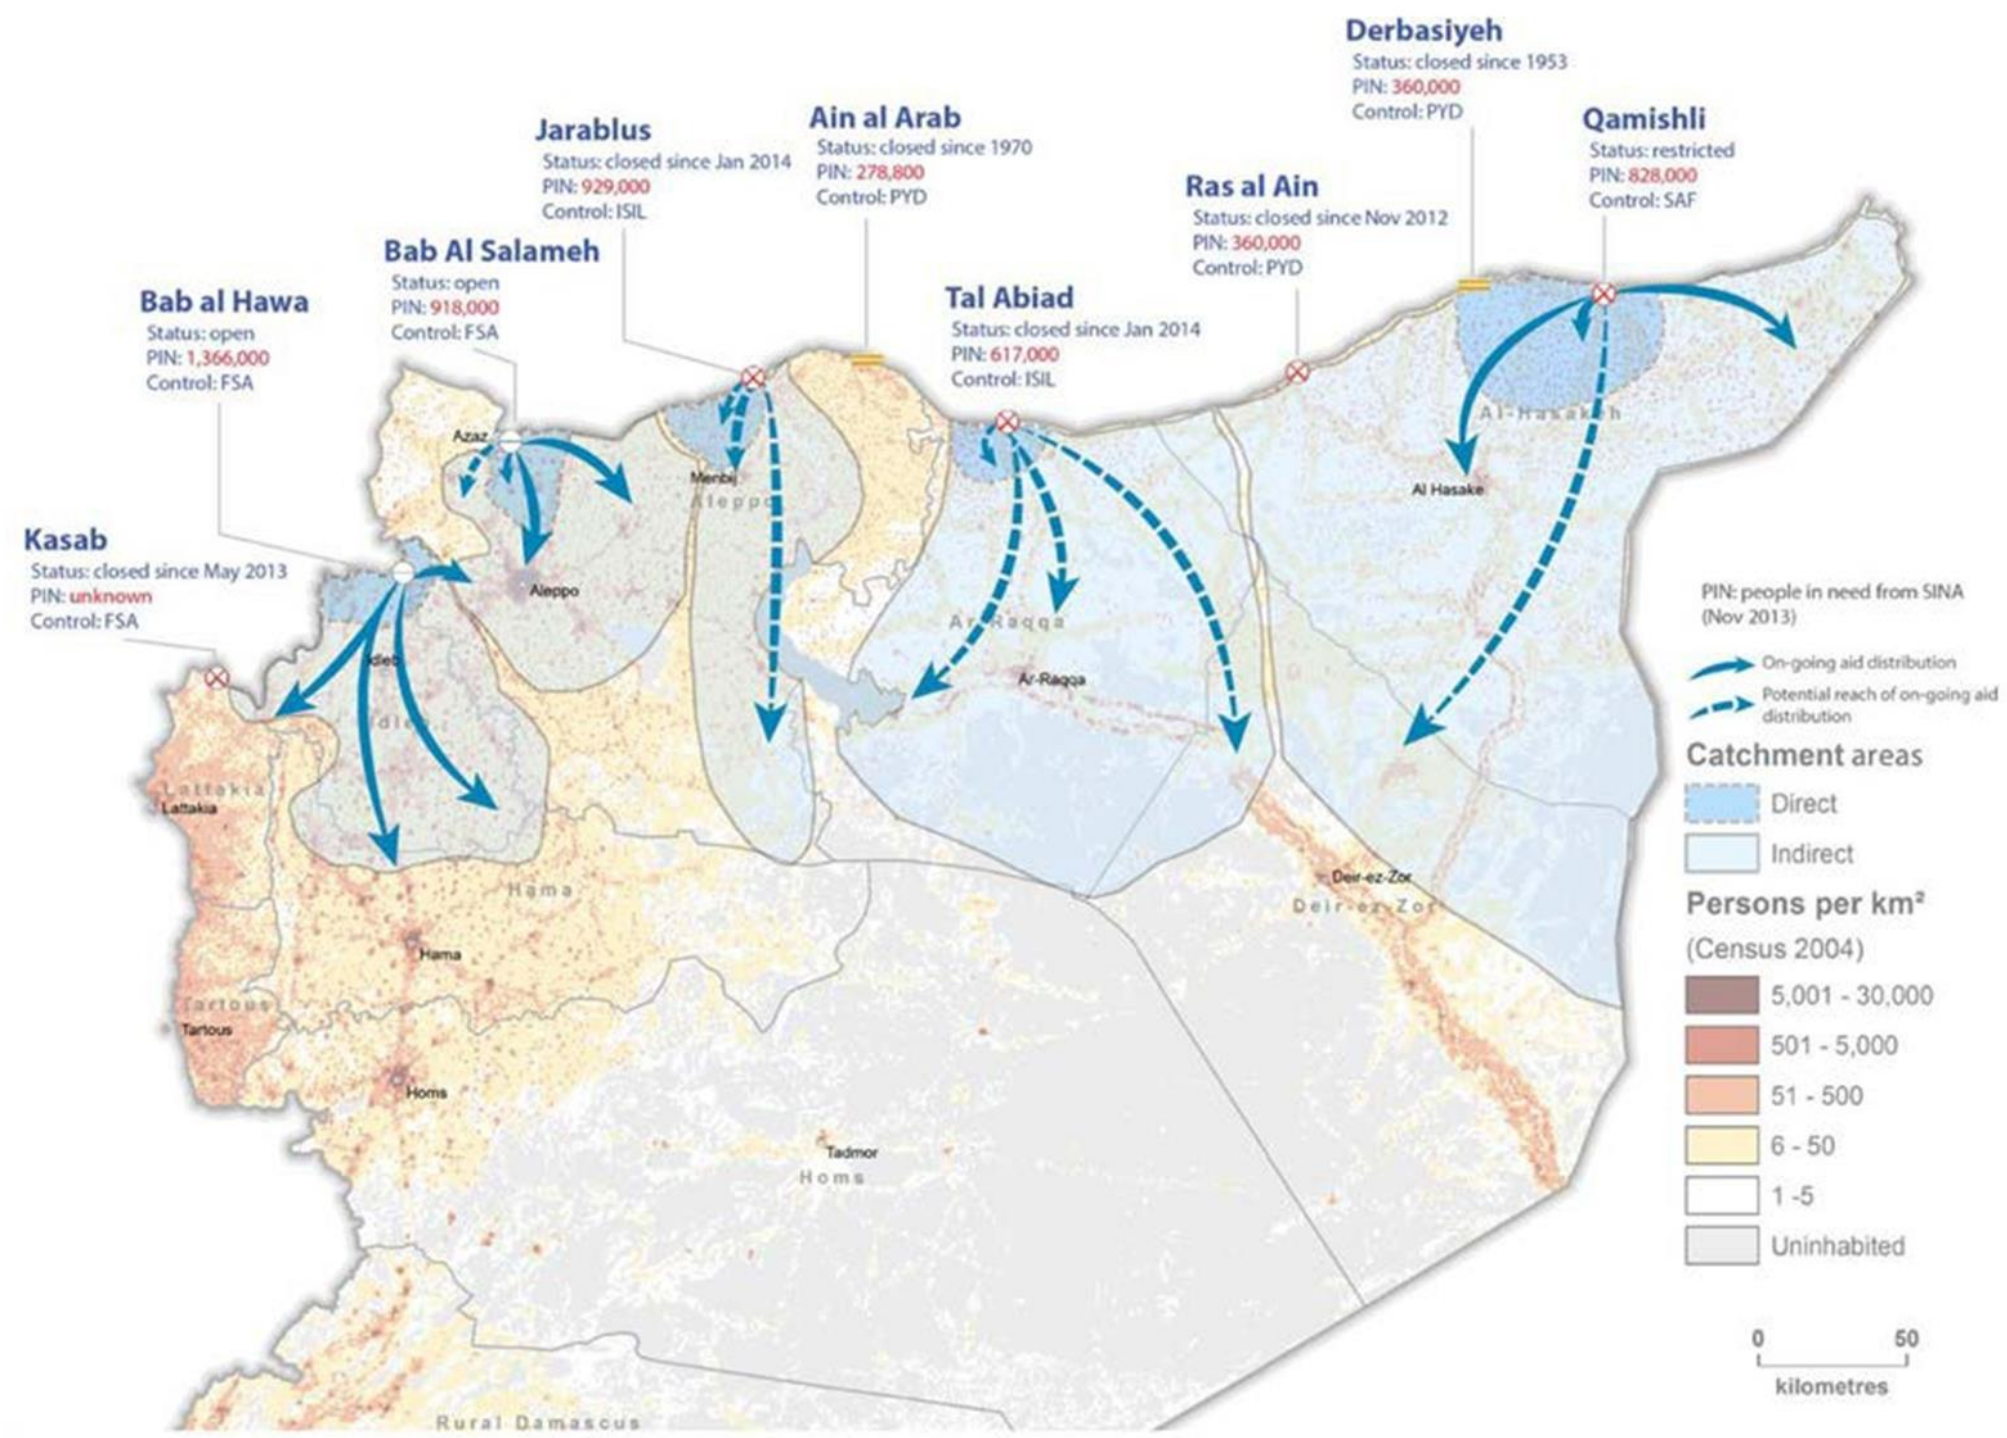 Derbasiyeh
Status: closed since 1953
PIN: 360,000
Control: PYD
Qamishli
Status: restricted
PIN: 828,000
Control: SAF
Ain al Arab
Status: closed since 1970
PIN: 278,800
Control: PYD
Jarablus
Status: closed since Jan 2014
PIN: 929,000
Control: ISIL
Ras al Ain
Status: closed since Nov 2012
PIN: 360,000
Control: PYD
Bab Al Salameh
Status: open
PIN: 918,000
Control: FSA
Bab al Hawa
Status: open
PIN: 1,366,000
Control: FSA
Tal Abiad
Status: closed since Jan 2014
PIN: 617,000
Control: ISIL
Kasab
Status: closed since May 2013
PIN: unknown
Control: FSA
Azaz
Menbij
Aleppo
Aleppo
Al-Hasakeh
Al Hasake
Ar-Raqqa
Ar-Raqqa
Idleb
Idleb
Lattakia
Lattakia
Hama
Hama
Deir-ez-Zor
Deir-ez-Zor
Tartous
Tartous
Homs
Tadmor
Homs
Rural Damascus
PIN: people in need from SINA
(Nov 2013)
On-going aid distribution
Potential reach of on-going aid
distribution
Catchment areas
Direct
Indirect
Persons per km²
(Census 2004)
5,001 - 30,000
501 - 5,000
51 - 500
6 - 50
1 -5
Uninhabited
0 50
kilometres